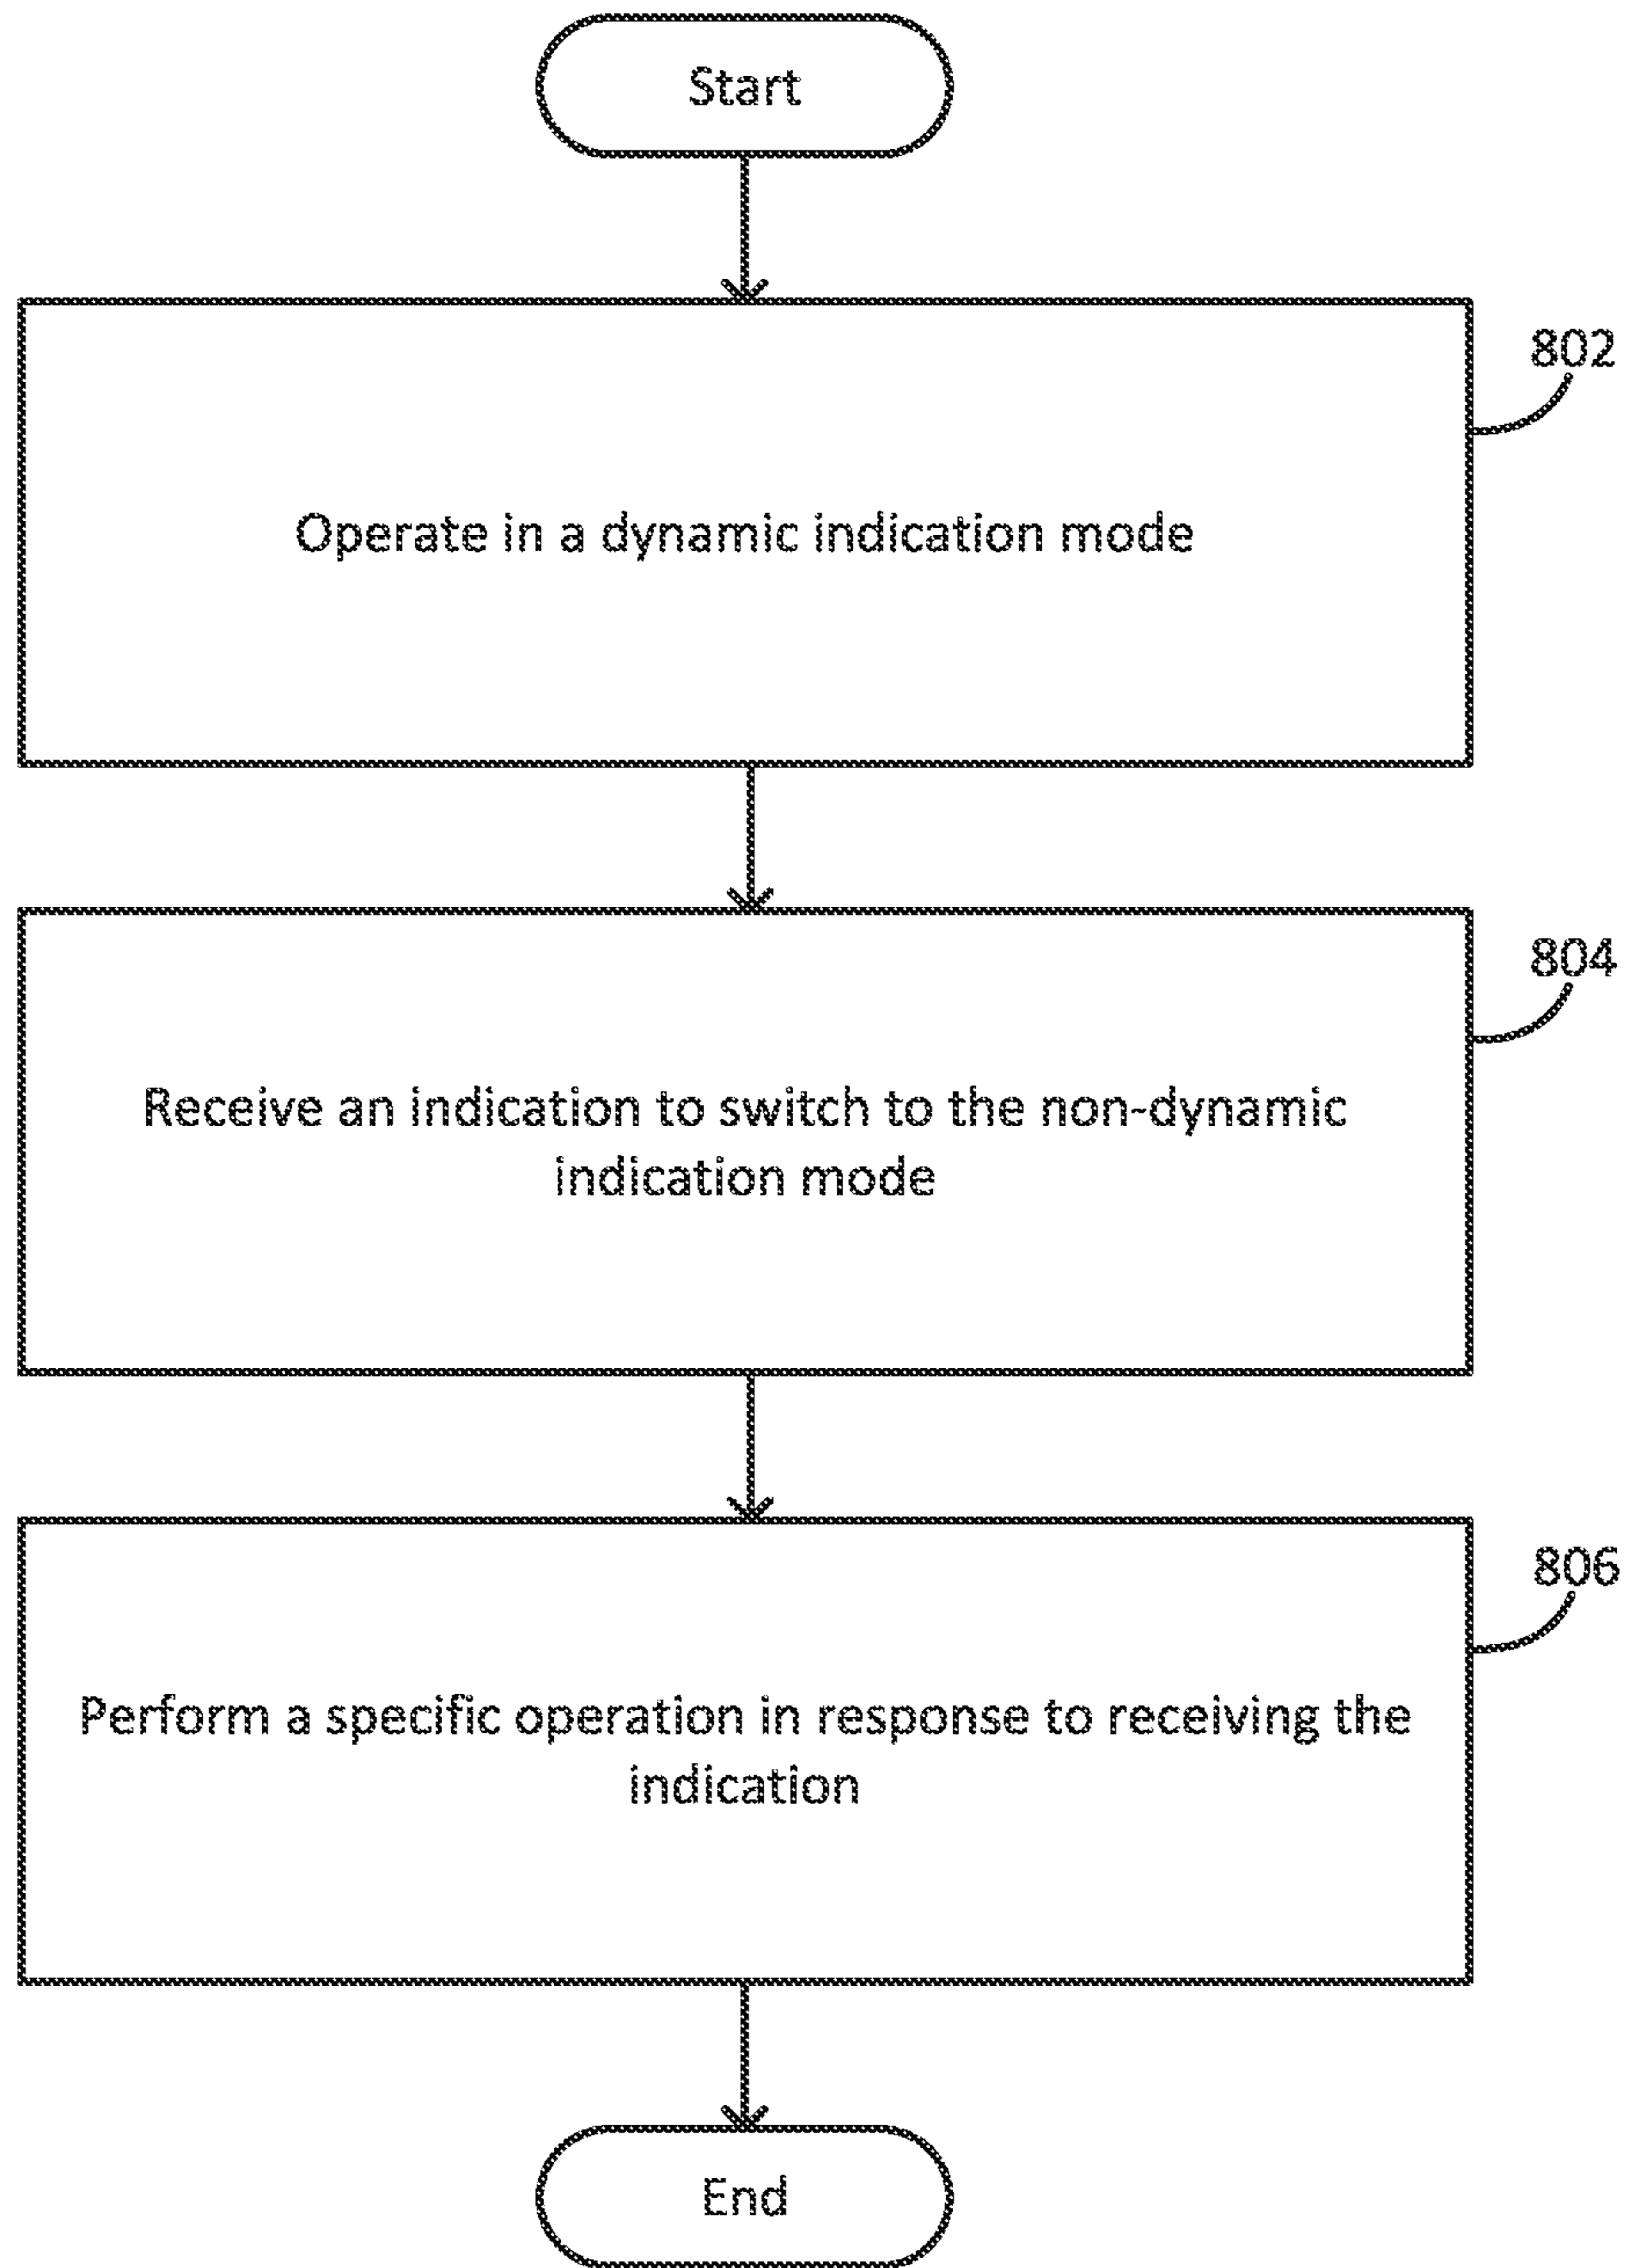 Start
802
Operate in a dynamic indication mode
804
Receive an indication to switch to the non-dynamic
indication mode
806
Perform a specific operation in response to receiving the
indication
End